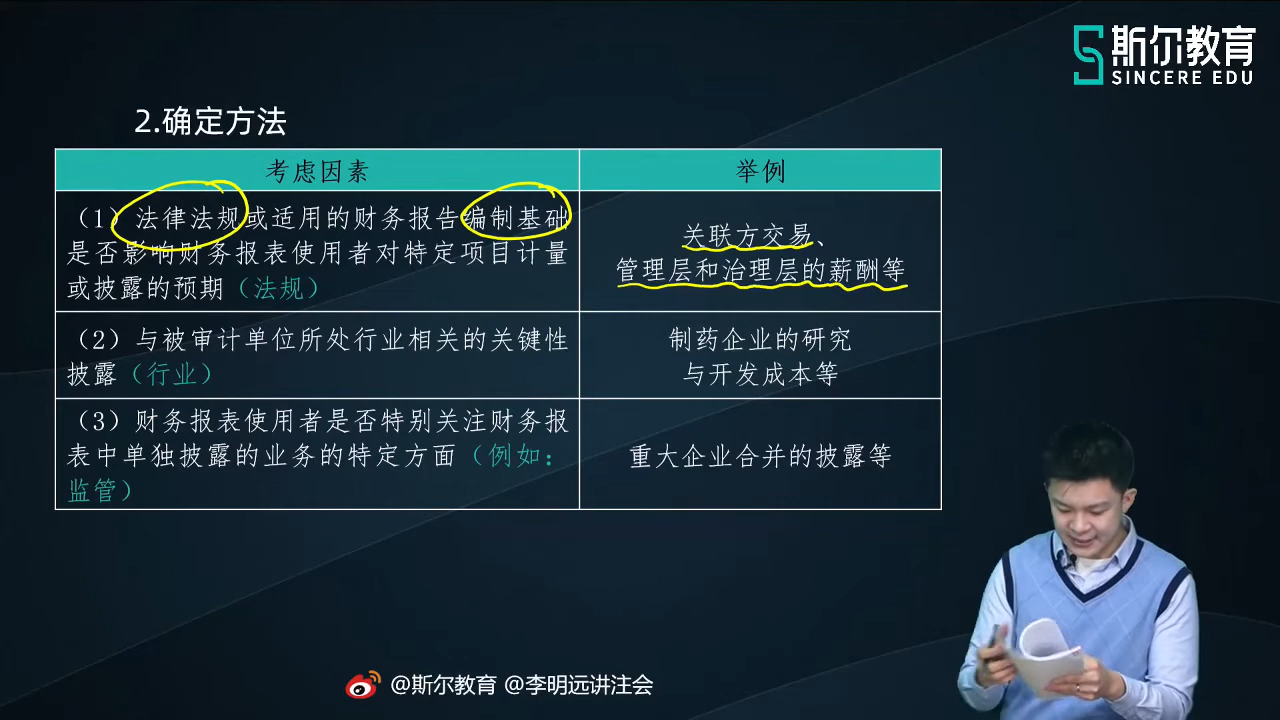 斯尔教育
SINCERE EDU
2.确定方法
考虑因素
举例
（1）法律法规或适用的财务报告编制基础
是否影响财务报表使用者对特定项目计量
或披露的预期（法规）
关联方交易、
管理层和治理层的薪酬等
（2）与被审计单位所处行业相关的关键性
披露（行业）
制药企业的研究
与开发成本等
（3）财务报表使用者是否特别关注财务报
表中单独披露的业务的特定方面（例如：
监管）
重大企业合并的披露等
@斯尔教育 @李明远讲注会